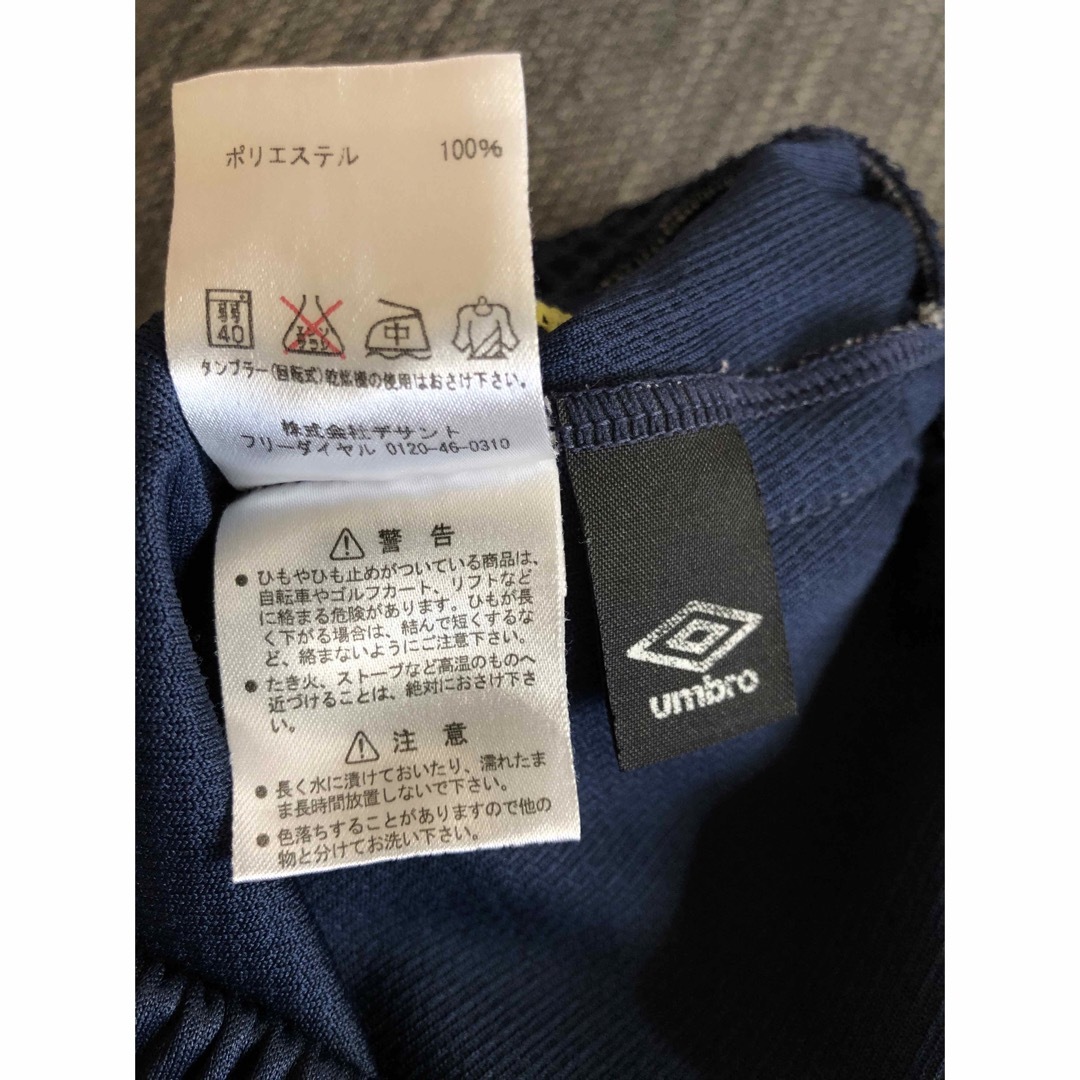 ポリエステル 100%
40 エンソ サラシ 中
タンブラー(回転式)乾燥機の使用はおさけ下さい。
株式会社デサント
フリーダイヤル 0120-46-0310
警 告
● ひもやひも止めがついている商品は、
自転車やゴルフカート、リフトなど
に絡まる危険があります。ひもが長
く下がる場合は、結んで短くするな
ど、絡まないようにご注意下さい。
● たき火、ストーブなど高温のものへ
近づけることは、絶対におさけ下さ
い。
注 意
● 長く水に漬けておいたり、濡れたま
ま長時間放置しないで下さい。
● 色落ちすることがありますので他の
物と分けてお洗い下さい。
umbro